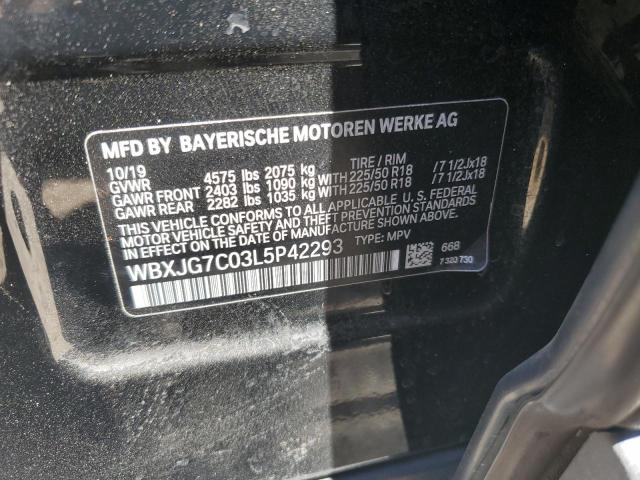 MFD BY BAYERISCHE MOTOREN WERKE AG
10/19 TIRE / RIM
GVWR 4575 lbs 2075 kg
GAWR FRONT 2403 lbs 1090 kg WITH 225/50 R18 /7 1/2Jx18
GAWR REAR 2282 lbs 1035 kg WITH 225/50 R18 /7 1/2Jx18
THIS VEHICLE CONFORMS TO ALL APPLICABLE U.S. FEDERAL
MOTOR VEHICLE SAFETY AND THEFT PREVENTION STANDARDS
IN EFFECT ON THE DATE OF MANUFACTURE SHOWN ABOVE.
WBXJG7C03L5P42293 TYPE: MPV
668
7 320 730